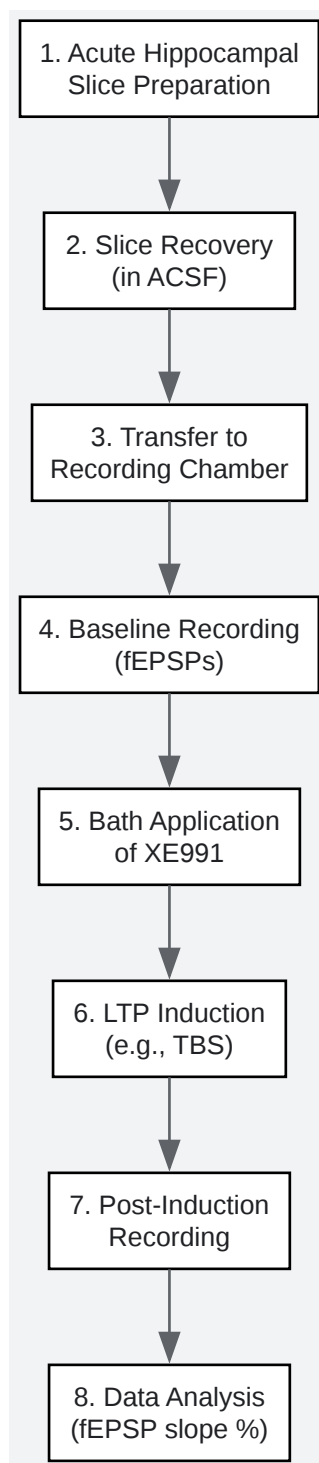 1. Acute Hippocampal
Slice Preparation
2. Slice Recovery
(in ACSF)
3. Transfer to
Recording Chamber
4. Baseline Recording
(fEPSPs)
5. Bath Application
of XE991
6. LTP Induction
(e.g., TBS)
7. Post-Induction
Recording
8. Data Analysis
(fEPSP slope %)